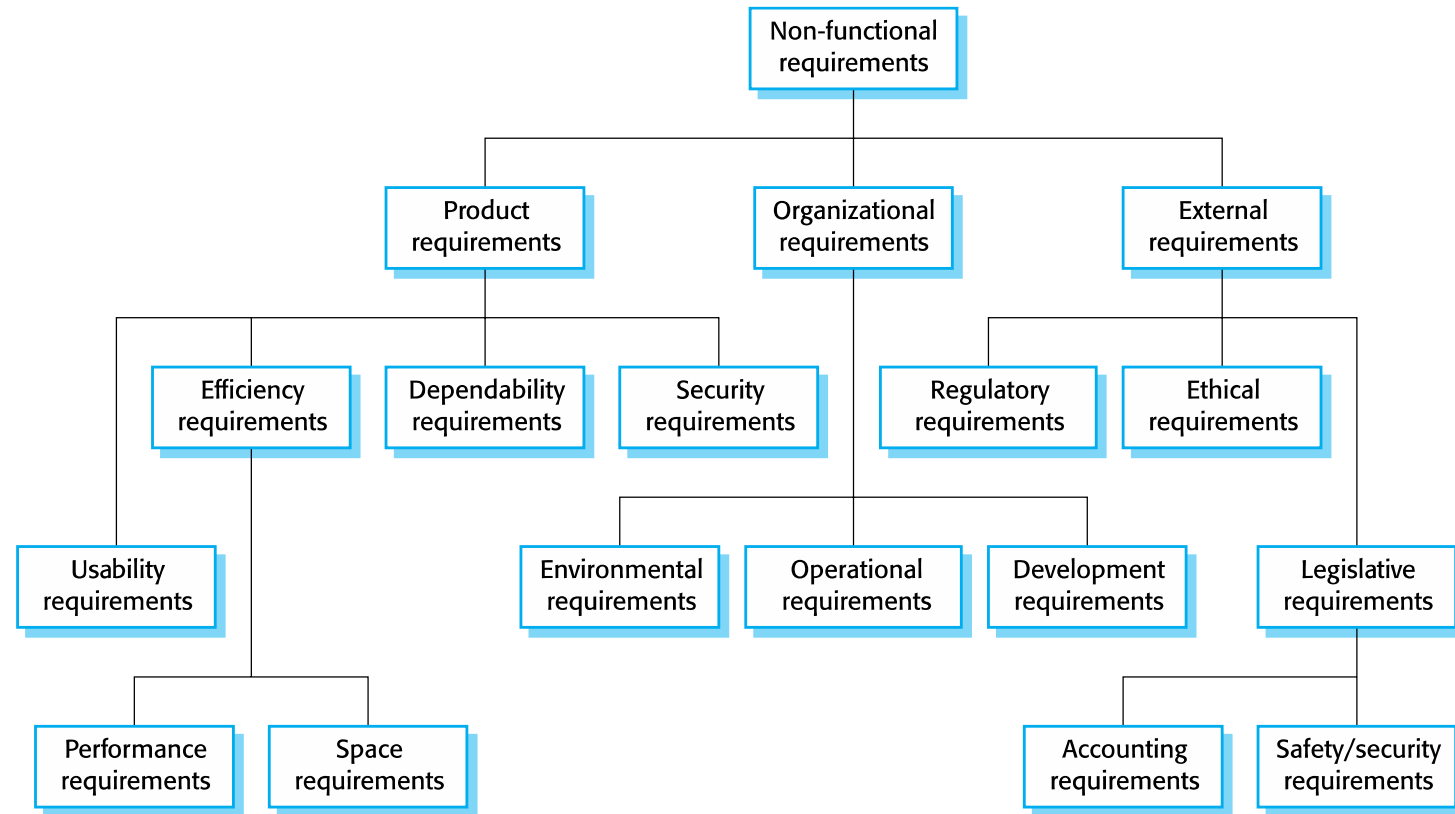 Non-functional
requirements
Product
requirements
Organizational
requirements
External
requirements
Efficiency
requirements
Dependability
requirements
Security
requirements
Regulatory
requirements
Ethical
requirements
Usability
requirements
Environmental
requirements
Operational
requirements
Development
requirements
Legislative
requirements
Performance
requirements
Space
requirements
Accounting
requirements
Safety/security
requirements